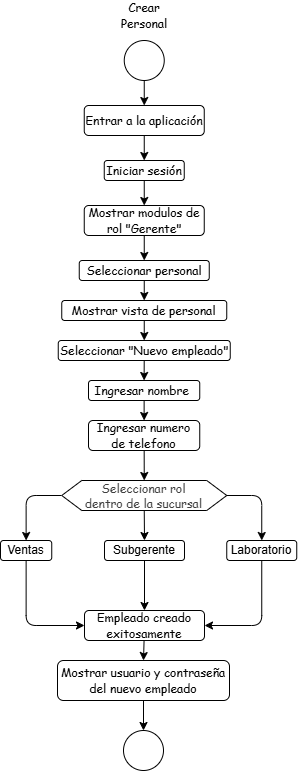 Crear
Personal
Entrar a la aplicación
Iniciar sesión
Mostrar modulos de
rol "Gerente"
Seleccionar personal
Mostrar vista de personal
Seleccionar "Nuevo empleado"
Ingresar nombre
Ingresar numero
de telefono
Seleccionar rol
dentro de la sucursal
Ventas
Subgerente
Laboratorio
Empleado creado
exitosamente
Mostrar usuario y contraseña
del nuevo empleado